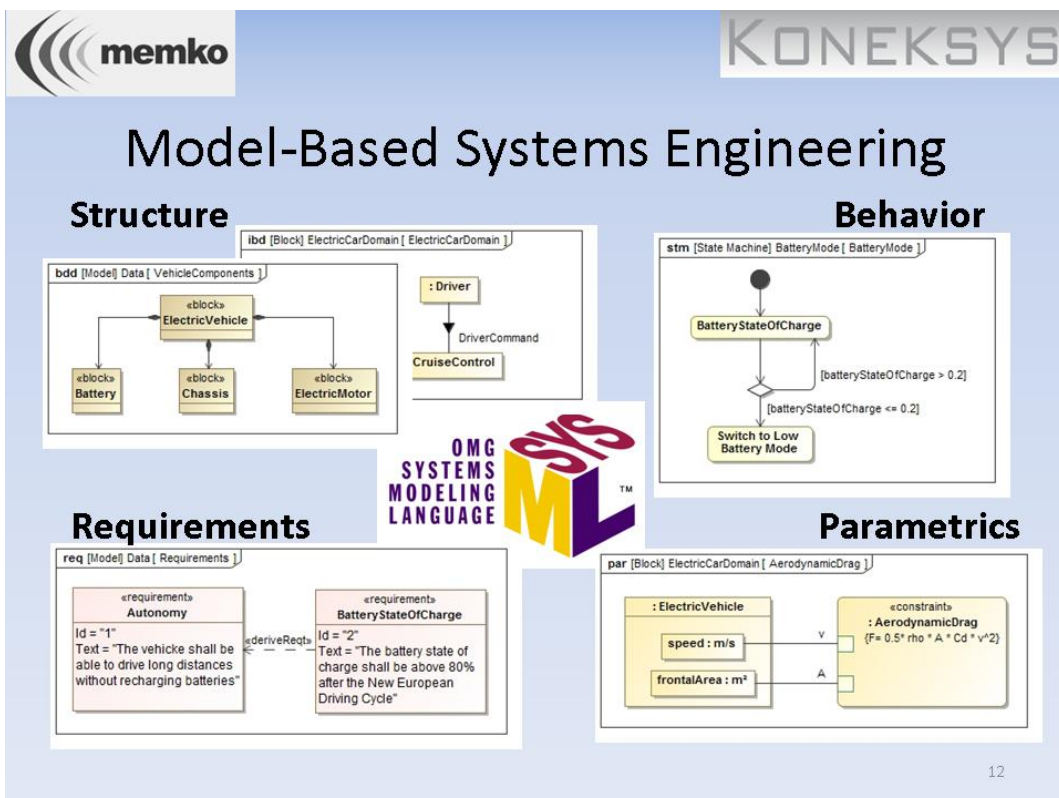 memko
KONEKSYS
Model-Based Systems Engineering
Structure
Behavior
ibd [Block] ElectricCarDomain [ ElectricCarDomain ]
: Driver
DriverCommand
CruiseControl
bdd [Model] Data [ VehicleComponents ]
«block»
ElectricVehicle
«block»
Battery
«block»
Chassis
«block»
ElectricMotor
stm [State Machine] BatteryMode [ BatteryMode ]
BatteryStateOfCharge
[batteryStateOfCharge > 0.2]
[batteryStateOfCharge <= 0.2]
Switch to Low
Battery Mode
OMG
SYSTEMS
MODELING
LANGUAGE
SYS
ML
TM
Requirements
Parametrics
req [Model] Data [ Requirements ]
«requirement»
Autonomy
Id = "1"
Text = "The vehicke shall be
able to drive long distances
without recharging batteries"
«deriveReqt»
«requirement»
BatteryStateOfCharge
Id = "2"
Text = "The battery state of
charge shall be above 80%
after the New European
Driving Cycle"
par [Block] ElectricCarDomain [ AerodynamicDrag ]
: ElectricVehicle
speed : m/s
frontalArea : m²
v
A
«constraint»
: AerodynamicDrag
{F= 0.5* rho * A * Cd * v^2}
12